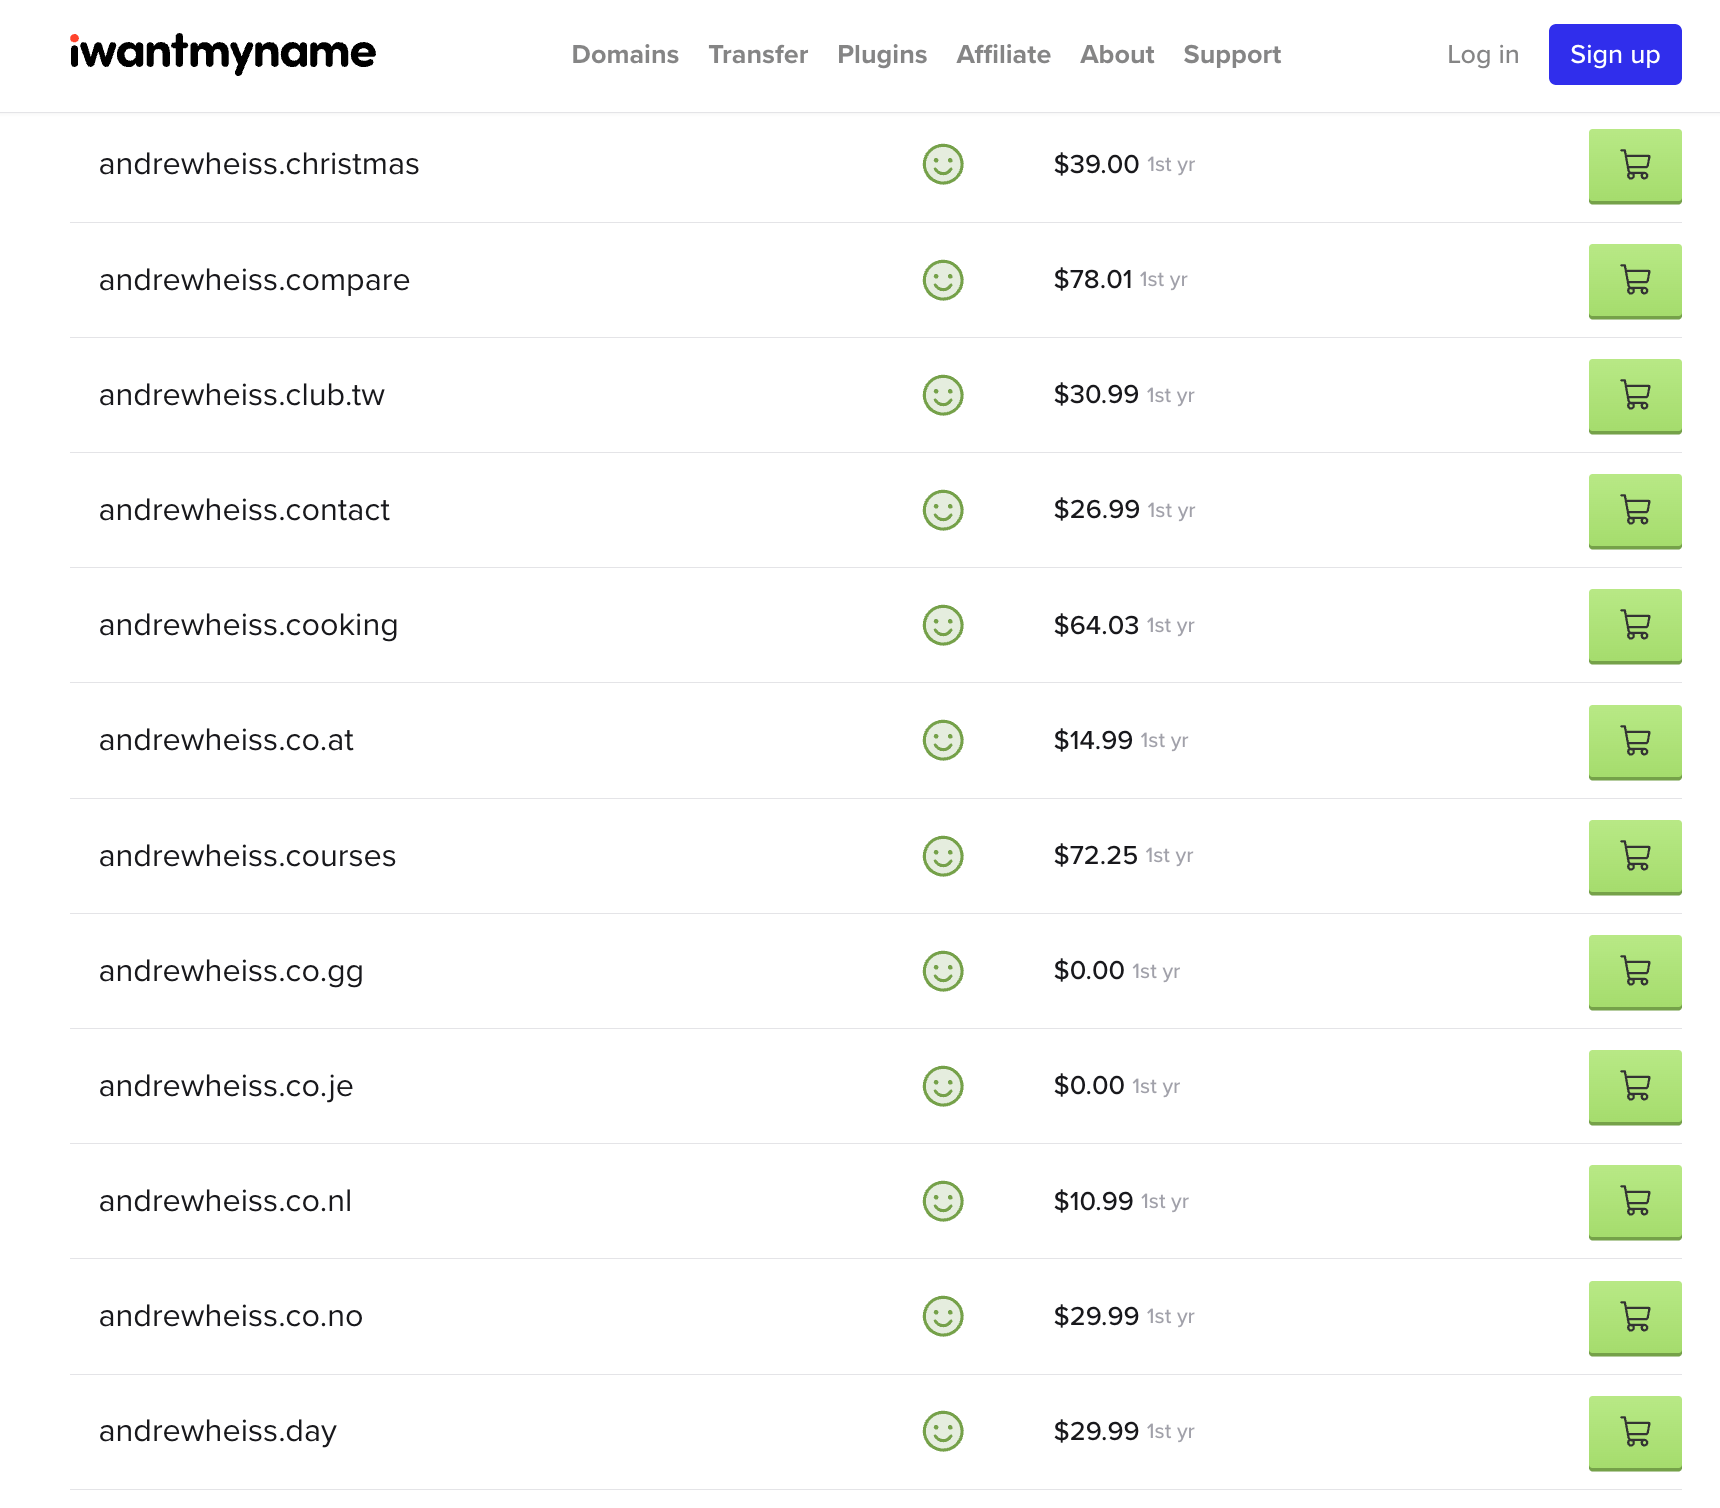 iwantmyname Domains Transfer Plugins Affiliate About Support Log in Sign up
andrewheiss.christmas $39.00 1st yr
andrewheiss.compare $78.01 1st yr
andrewheiss.club.tw $30.99 1st yr
andrewheiss.contact $26.99 1st yr
andrewheiss.cooking $64.03 1st yr
andrewheiss.co.at $14.99 1st yr
andrewheiss.courses $72.25 1st yr
andrewheiss.co.gg $0.00 1st yr
andrewheiss.co.je $0.00 1st yr
andrewheiss.co.nl $10.99 1st yr
andrewheiss.co.no $29.99 1st yr
andrewheiss.day $29.99 1st yr